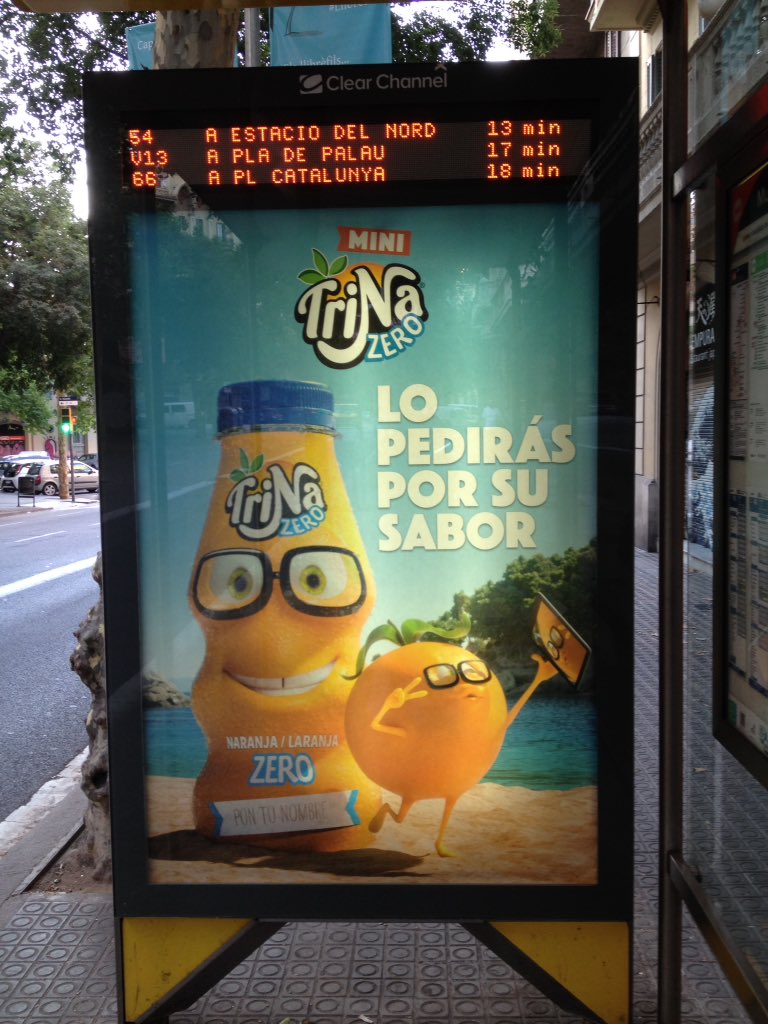 Clear Channel
54 A ESTACIO DEL NORD 13 min
V13 A PLA DE PALAU 17 min
66 A PL CATALUNYA 18 min
MINI
TriNa
ZERO
LO
PEDIRÁS
POR SU
SABOR
TriNa
ZERO
NARANJA / LARANJA
ZERO
PON TU NOMBRE